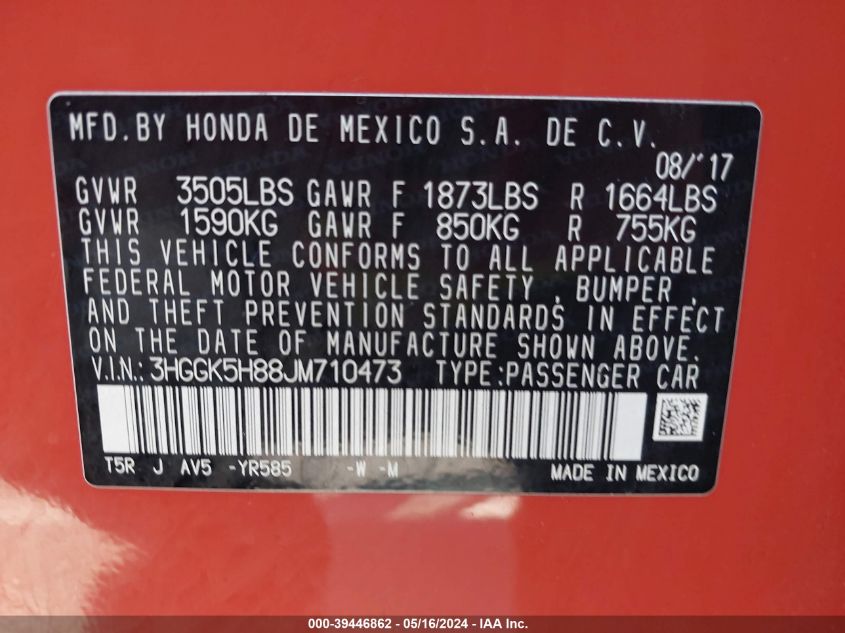 MFD.BY HONDA DE MEXICO S.A. DE C.V.
08/'17
GVWR 3505LBS GAWR F 1873LBS R 1664LBS
GVWR 1590KG GAWR F 850KG R 755KG
THIS VEHICLE CONFORMS TO ALL APPLICABLE
FEDERAL MOTOR VEHICLE SAFETY, BUMPER,
AND THEFT PREVENTION STANDARDS IN EFFECT
ON THE DATE OF MANUFACTURE SHOWN ABOVE.
V.I.N.: 3HGGK5H88JM710473 TYPE:PASSENGER CAR
T5R J AV5 -YR585 -W -M MADE IN MEXICO
000-39446862 - 05/16/2024 - IAA Inc.